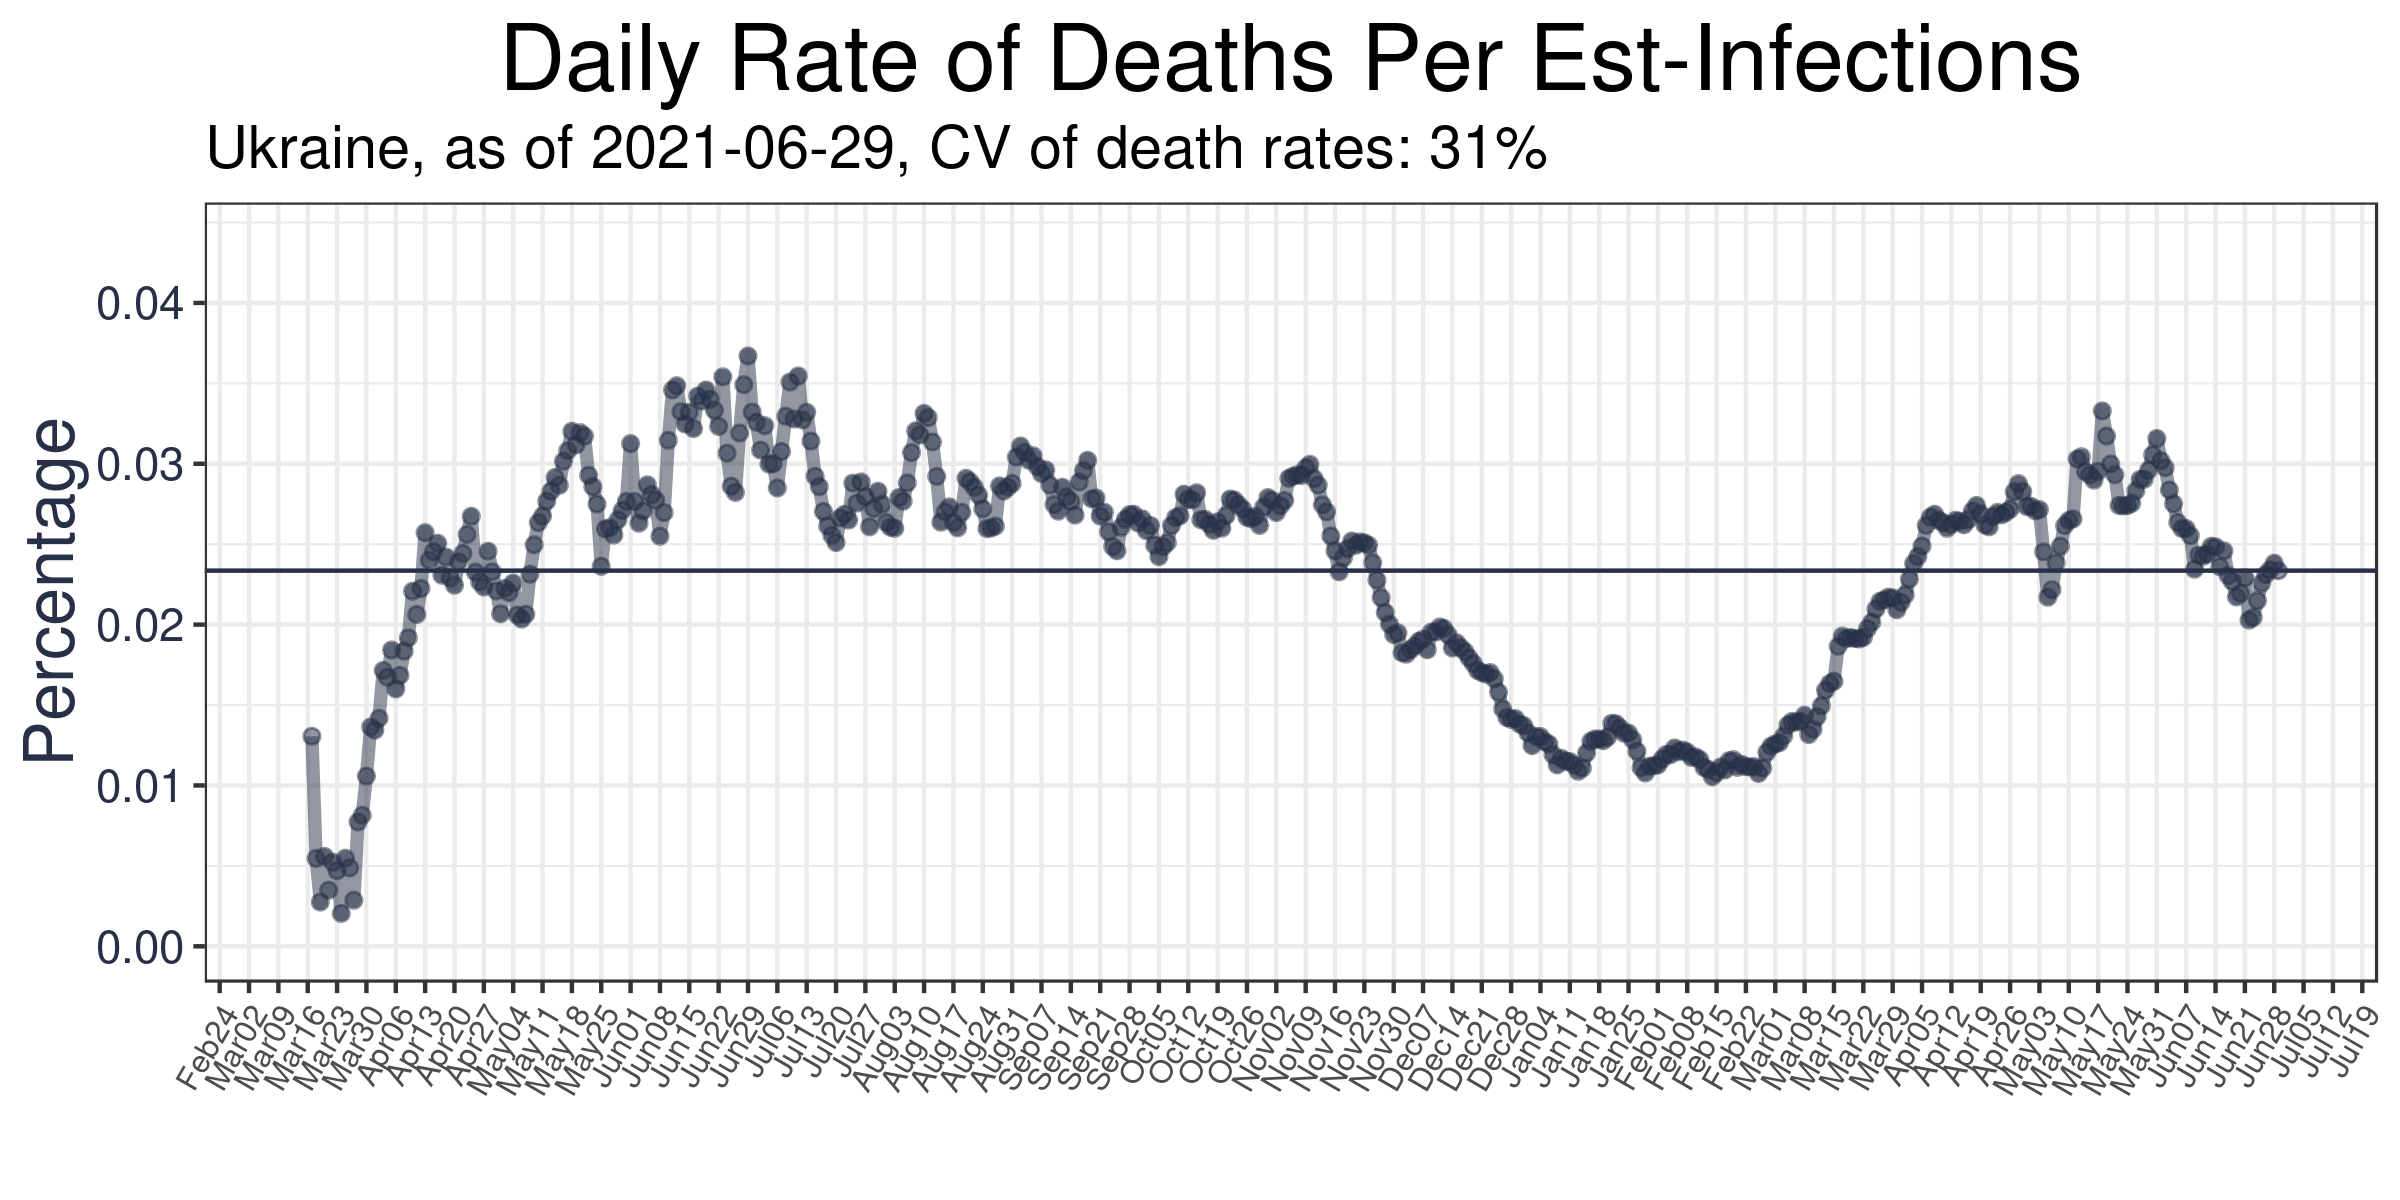 Daily Rate of Deaths Per Est-Infections
Ukraine, as of 2021-06-29, CV of death rates: 31%
Percentage
0.04
0.03
0.02
0.01
0.00
Feb24
Mar02
Mar09
Mar16
Mar23
Mar30
Apr06
Apr13
Apr20
Apr27
May04
May11
May18
May25
Jun01
Jun08
Jun15
Jun22
Jun29
Jul06
Jul13
Jul20
Jul27
Aug03
Aug10
Aug17
Aug24
Aug31
Sep07
Sep14
Sep21
Sep28
Oct05
Oct12
Oct19
Oct26
Nov02
Nov09
Nov16
Nov23
Nov30
Dec07
Dec14
Dec21
Dec28
Jan04
Jan11
Jan18
Jan25
Feb01
Feb08
Feb15
Feb22
Mar01
Mar08
Mar15
Mar22
Mar29
Apr05
Apr12
Apr19
Apr26
May03
May10
May17
May24
May31
Jun07
Jun14
Jun21
Jun28
Jul05
Jul12
Jul19